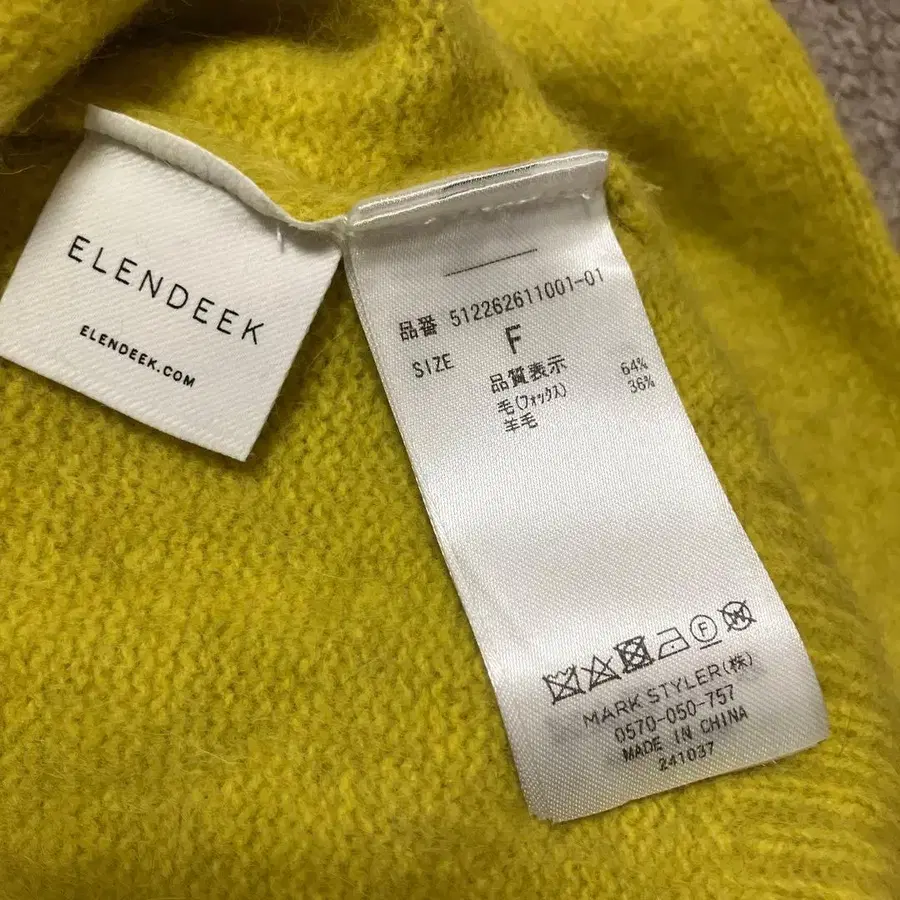 ELENDEEK
ELENDEEK.COM
品番 512262611001-01
SIZE F
品質表示
毛(フォックス) 64%
羊毛 36%
MARK STYLER(株)
0570-050-757
MADE IN CHINA
241037